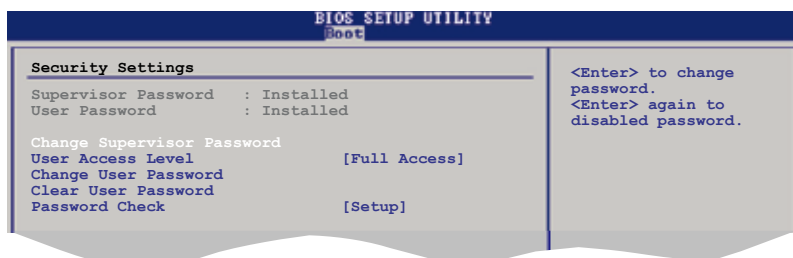 BIOS SETUP UTILITY
Boot
Security Settings
Supervisor Password : Installed
User Password : Installed
Change Supervisor Password
User Access Level [Full Access]
Change User Password
Clear User Password
Password Check [Setup]
<Enter> to change
password.
<Enter> again to
disabled password.